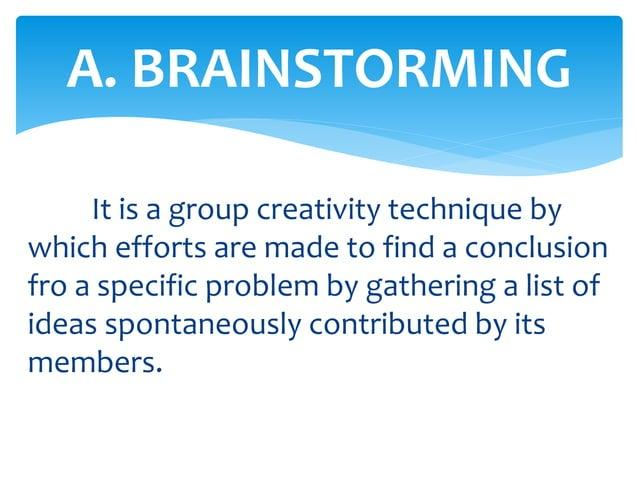 A. BRAINSTORMING
It is a group creativity technique by
which efforts are made to find a conclusion
fro a specific problem by gathering a list of
ideas spontaneously contributed by its
members.